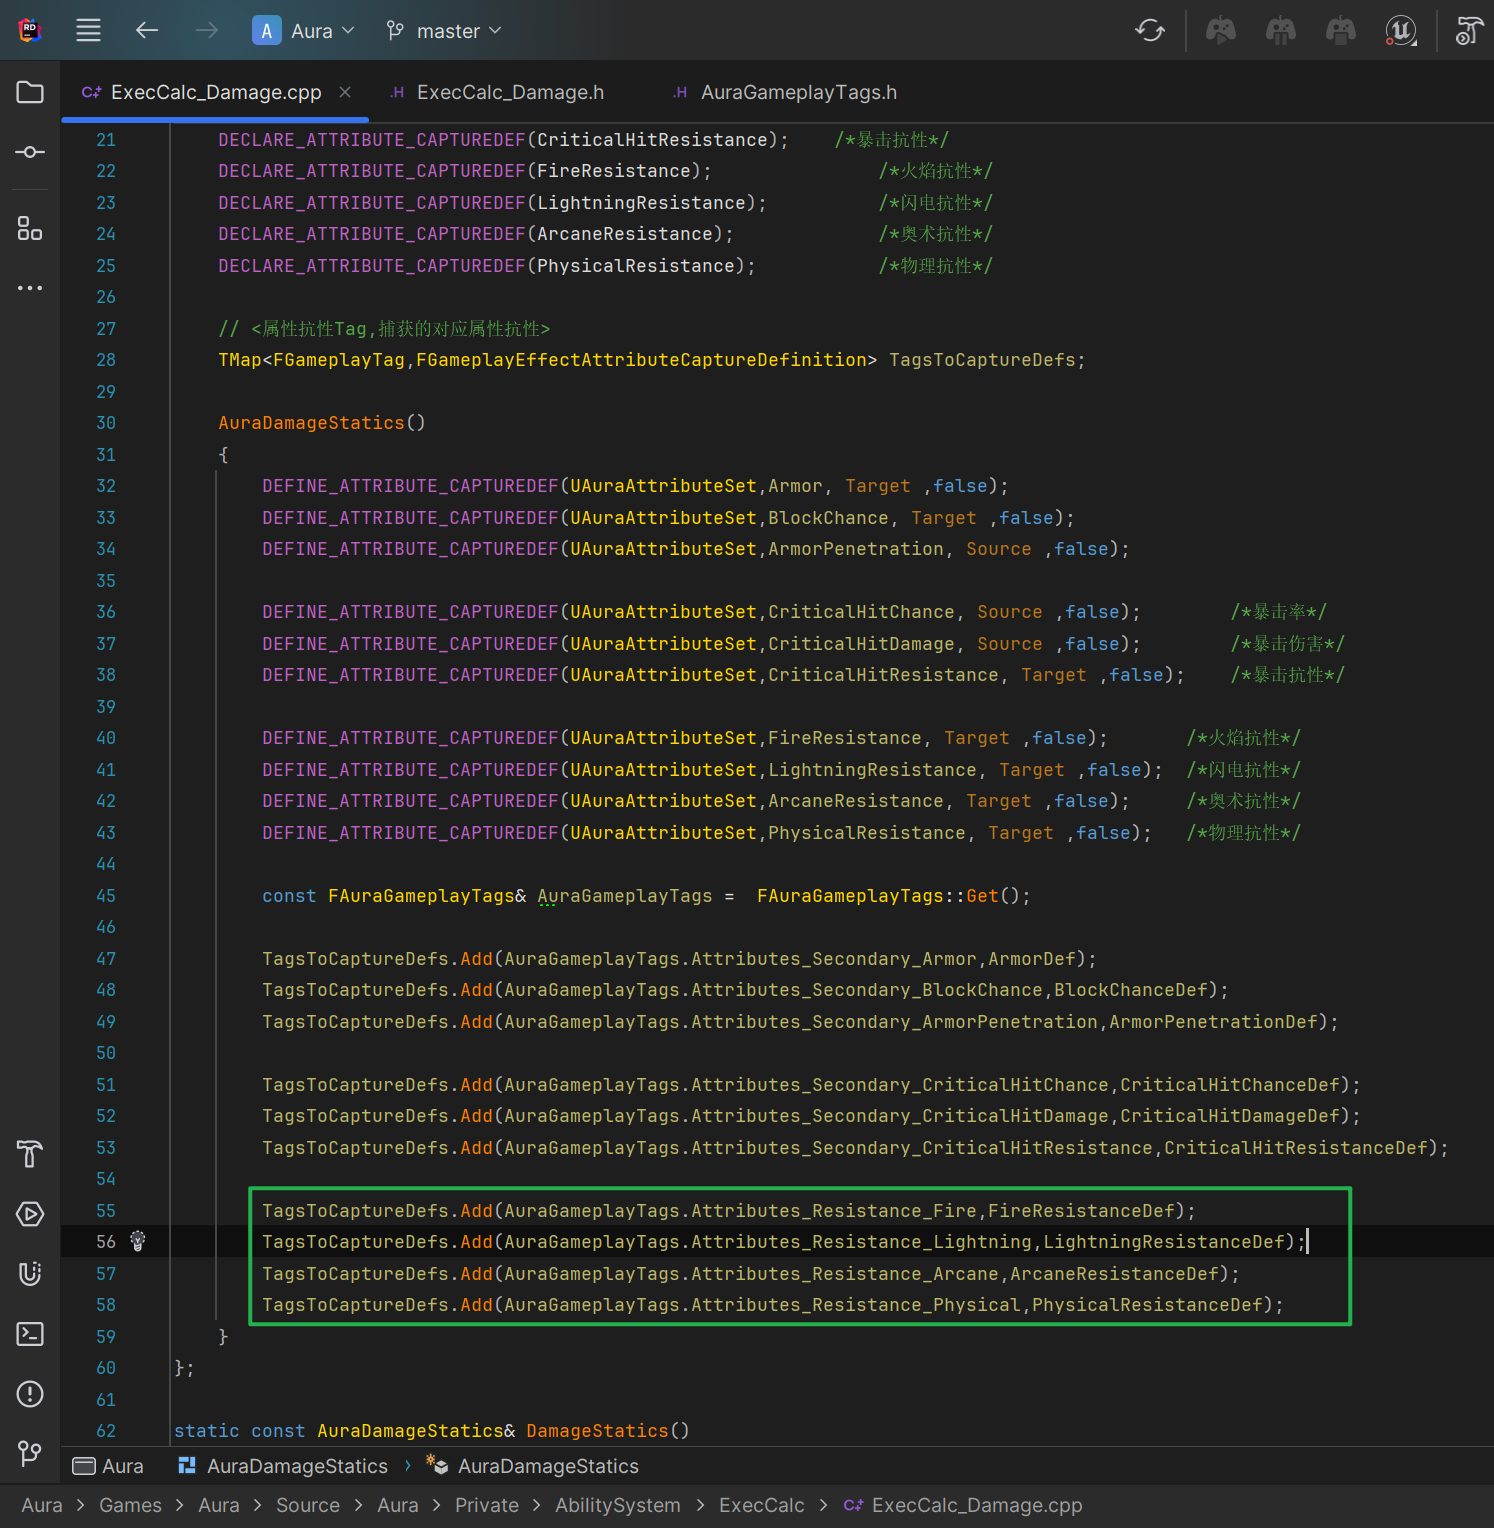 A Aura master
ExecCalc_Damage.cpp ExecCalc_Damage.h AuraGameplayTags.h
21 DECLARE_ATTRIBUTE_CAPTUREDEF(CriticalHitResistance); /*暴击抗性*/
22 DECLARE_ATTRIBUTE_CAPTUREDEF(FireResistance); /*火焰抗性*/
23 DECLARE_ATTRIBUTE_CAPTUREDEF(LightningResistance); /*闪电抗性*/
24 DECLARE_ATTRIBUTE_CAPTUREDEF(ArcaneResistance); /*奥术抗性*/
25 DECLARE_ATTRIBUTE_CAPTUREDEF(PhysicalResistance); /*物理抗性*/
26
27 // <属性抗性Tag,捕获的对应属性抗性>
28 TMap<FGameplayTag,FGameplayEffectAttributeCaptureDefinition> TagsToCaptureDefs;
29
30 AuraDamageStatics()
31 {
32 DEFINE_ATTRIBUTE_CAPTUREDEF(UAuraAttributeSet,Armor, Target ,false);
33 DEFINE_ATTRIBUTE_CAPTUREDEF(UAuraAttributeSet,BlockChance, Target ,false);
34 DEFINE_ATTRIBUTE_CAPTUREDEF(UAuraAttributeSet,ArmorPenetration, Source ,false);
35
36 DEFINE_ATTRIBUTE_CAPTUREDEF(UAuraAttributeSet,CriticalHitChance, Source ,false); /*暴击率*/
37 DEFINE_ATTRIBUTE_CAPTUREDEF(UAuraAttributeSet,CriticalHitDamage, Source ,false); /*暴击伤害*/
38 DEFINE_ATTRIBUTE_CAPTUREDEF(UAuraAttributeSet,CriticalHitResistance, Target ,false); /*暴击抗性*/
39
40 DEFINE_ATTRIBUTE_CAPTUREDEF(UAuraAttributeSet,FireResistance, Target ,false); /*火焰抗性*/
41 DEFINE_ATTRIBUTE_CAPTUREDEF(UAuraAttributeSet,LightningResistance, Target ,false); /*闪电抗性*/
42 DEFINE_ATTRIBUTE_CAPTUREDEF(UAuraAttributeSet,ArcaneResistance, Target ,false); /*奥术抗性*/
43 DEFINE_ATTRIBUTE_CAPTUREDEF(UAuraAttributeSet,PhysicalResistance, Target ,false); /*物理抗性*/
44
45 const FAuraGameplayTags& AuraGameplayTags = FAuraGameplayTags::Get();
46
47 TagsToCaptureDefs.Add(AuraGameplayTags.Attributes_Secondary_Armor,ArmorDef);
48 TagsToCaptureDefs.Add(AuraGameplayTags.Attributes_Secondary_BlockChance,BlockChanceDef);
49 TagsToCaptureDefs.Add(AuraGameplayTags.Attributes_Secondary_ArmorPenetration,ArmorPenetrationDef);
50
51 TagsToCaptureDefs.Add(AuraGameplayTags.Attributes_Secondary_CriticalHitChance,CriticalHitChanceDef);
52 TagsToCaptureDefs.Add(AuraGameplayTags.Attributes_Secondary_CriticalHitDamage,CriticalHitDamageDef);
53 TagsToCaptureDefs.Add(AuraGameplayTags.Attributes_Secondary_CriticalHitResistance,CriticalHitResistanceDef);
54
55 TagsToCaptureDefs.Add(AuraGameplayTags.Attributes_Resistance_Fire,FireResistanceDef);
56 TagsToCaptureDefs.Add(AuraGameplayTags.Attributes_Resistance_Lightning,LightningResistanceDef);
57 TagsToCaptureDefs.Add(AuraGameplayTags.Attributes_Resistance_Arcane,ArcaneResistanceDef);
58 TagsToCaptureDefs.Add(AuraGameplayTags.Attributes_Resistance_Physical,PhysicalResistanceDef);
59 }
60 };
61
62 static const AuraDamageStatics& DamageStatics()
Aura AuraDamageStatics › AuraDamageStatics
Aura > Games > Aura > Source > Aura > Private > AbilitySystem > ExecCalc > ExecCalc_Damage.cpp